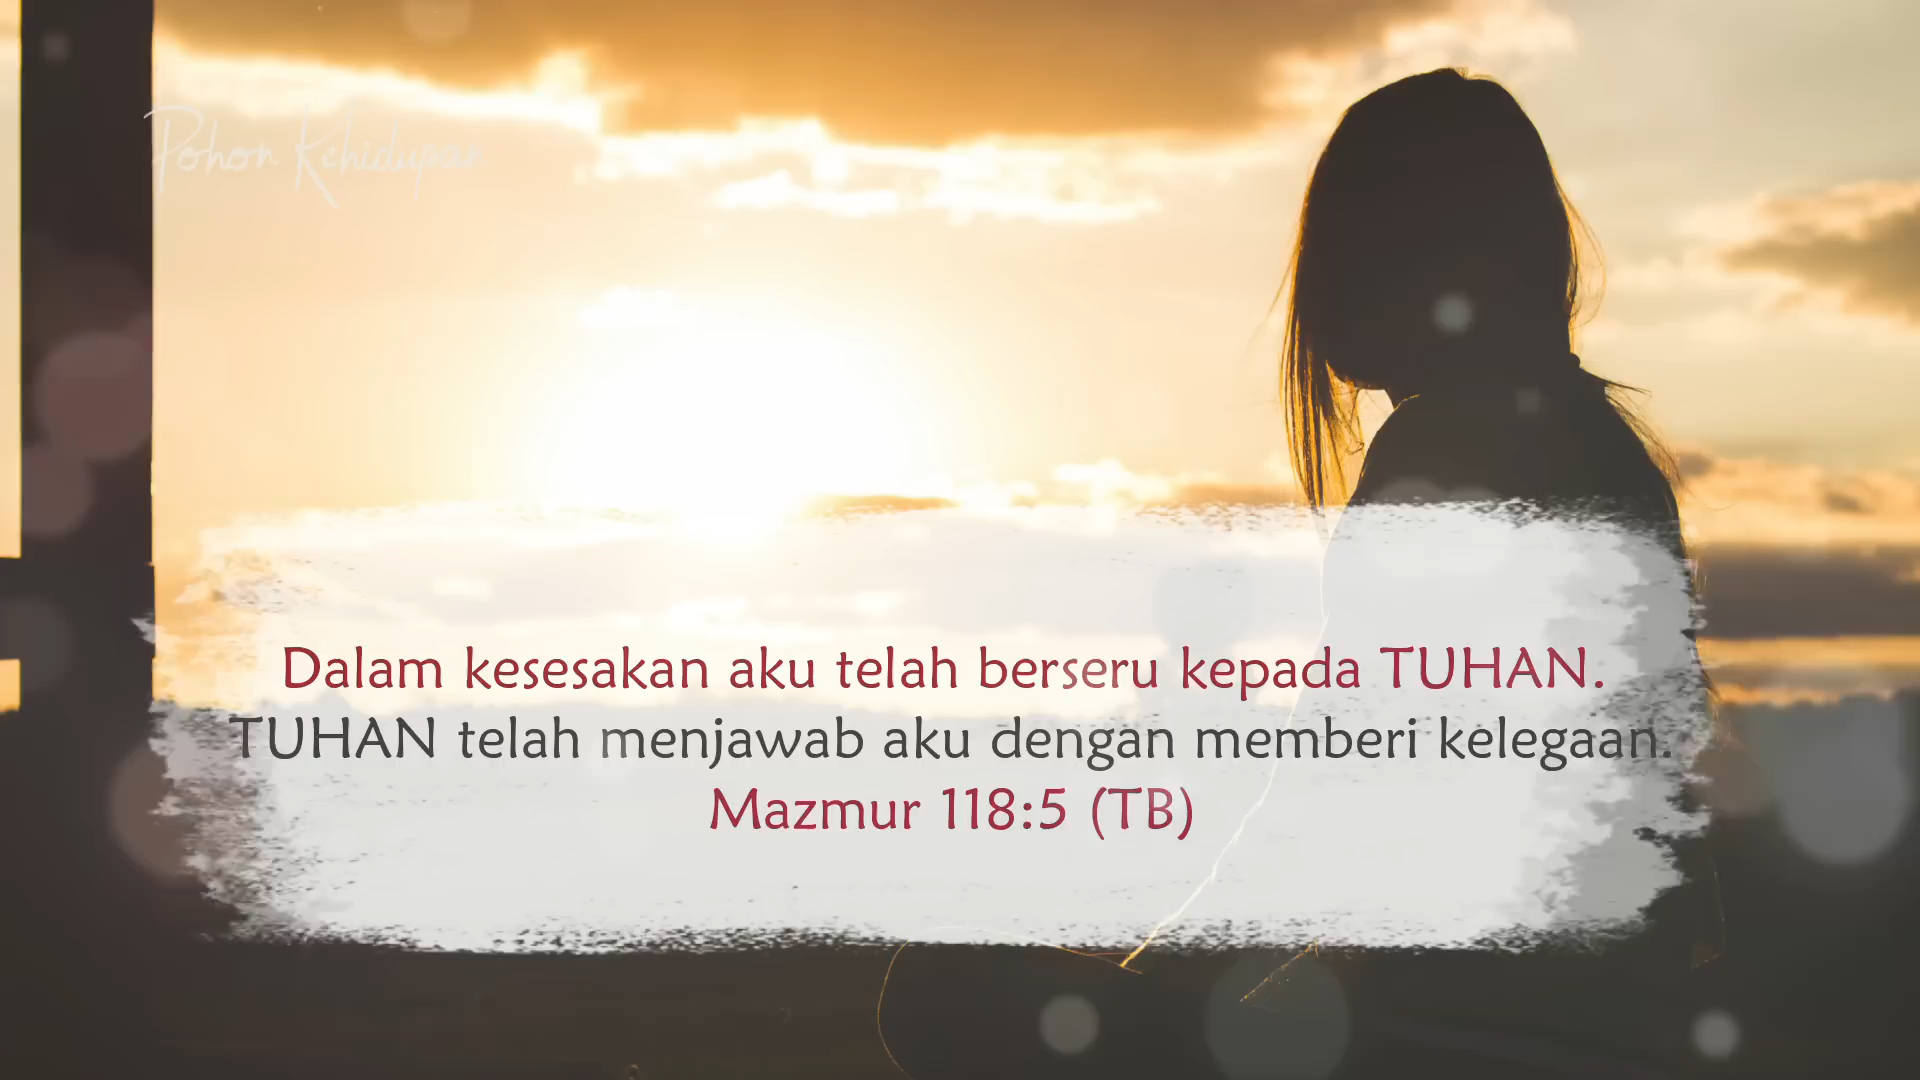 Pohon Kehidupan
Dalam kesesakan aku telah berseru kepada TUHAN.
TUHAN telah menjawab aku dengan memberi kelegaan.
Mazmur 118:5 (TB)